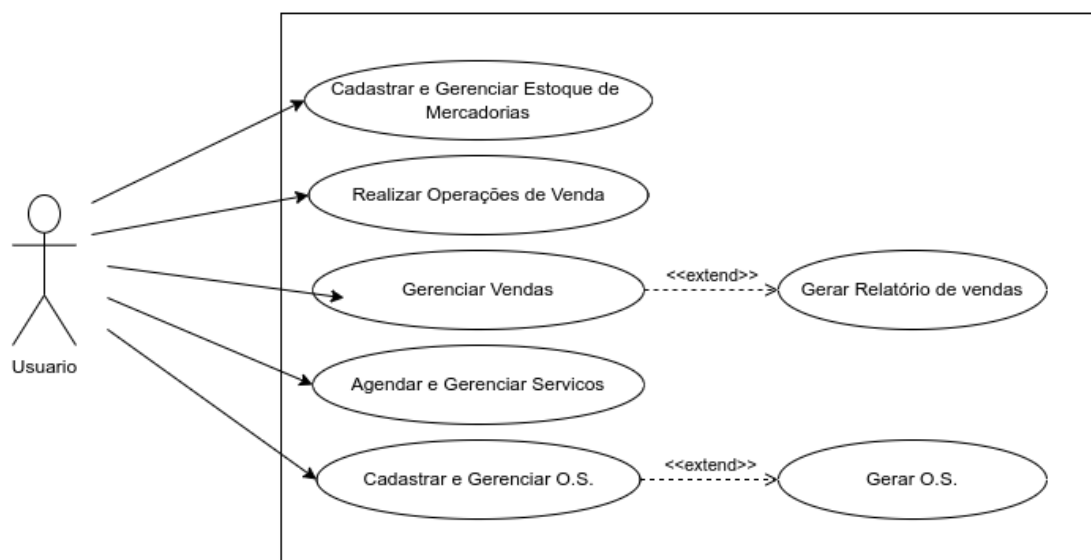 Cadastrar e Gerenciar Estoque de
Mercadorias
Realizar Operações de Venda
Gerenciar Vendas
<<extend>>
Gerar Relatório de vendas
Usuario
Agendar e Gerenciar Servicos
Cadastrar e Gerenciar O.S.
<<extend>>
Gerar O.S.